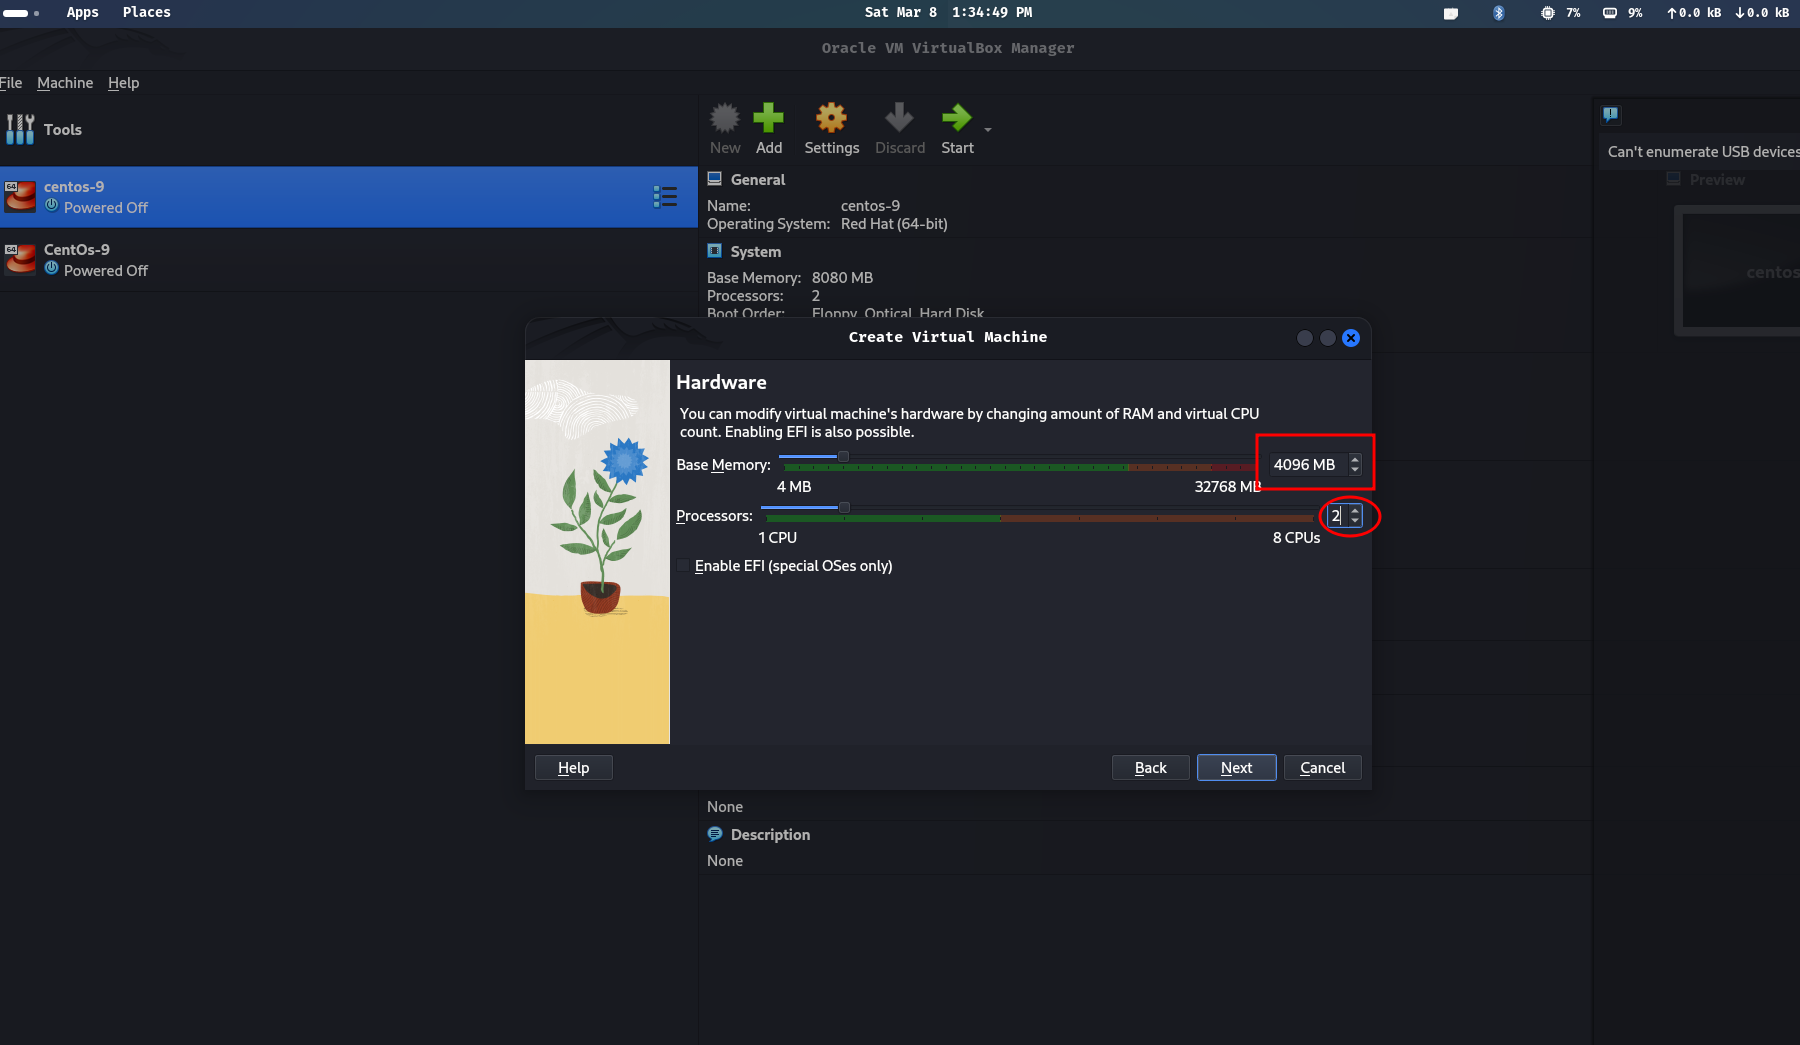 Apps Places
Sat Mar 8 1:34:49 PM
7% 9% ↑0.0 kB ↓0.0 kB
Oracle VM VirtualBox Manager
File Machine Help
Tools
64
centos-9
Powered Off
64
CentOs-9
Powered Off
New Add Settings Discard Start
General
Name: centos-9
Operating System: Red Hat (64-bit)
System
Base Memory: 8080 MB
Processors: 2
Boot Order: Floppy, Optical, Hard Disk
Can't enumerate USB devices
Preview
centos
Create Virtual Machine
Hardware
You can modify virtual machine's hardware by changing amount of RAM and virtual CPU
count. Enabling EFI is also possible.
Base Memory: 4096 MB
4 MB 32768 MB
Processors: 2
1 CPU 8 CPUs
Enable EFI (special OSes only)
Help Back Next Cancel
None
Description
None